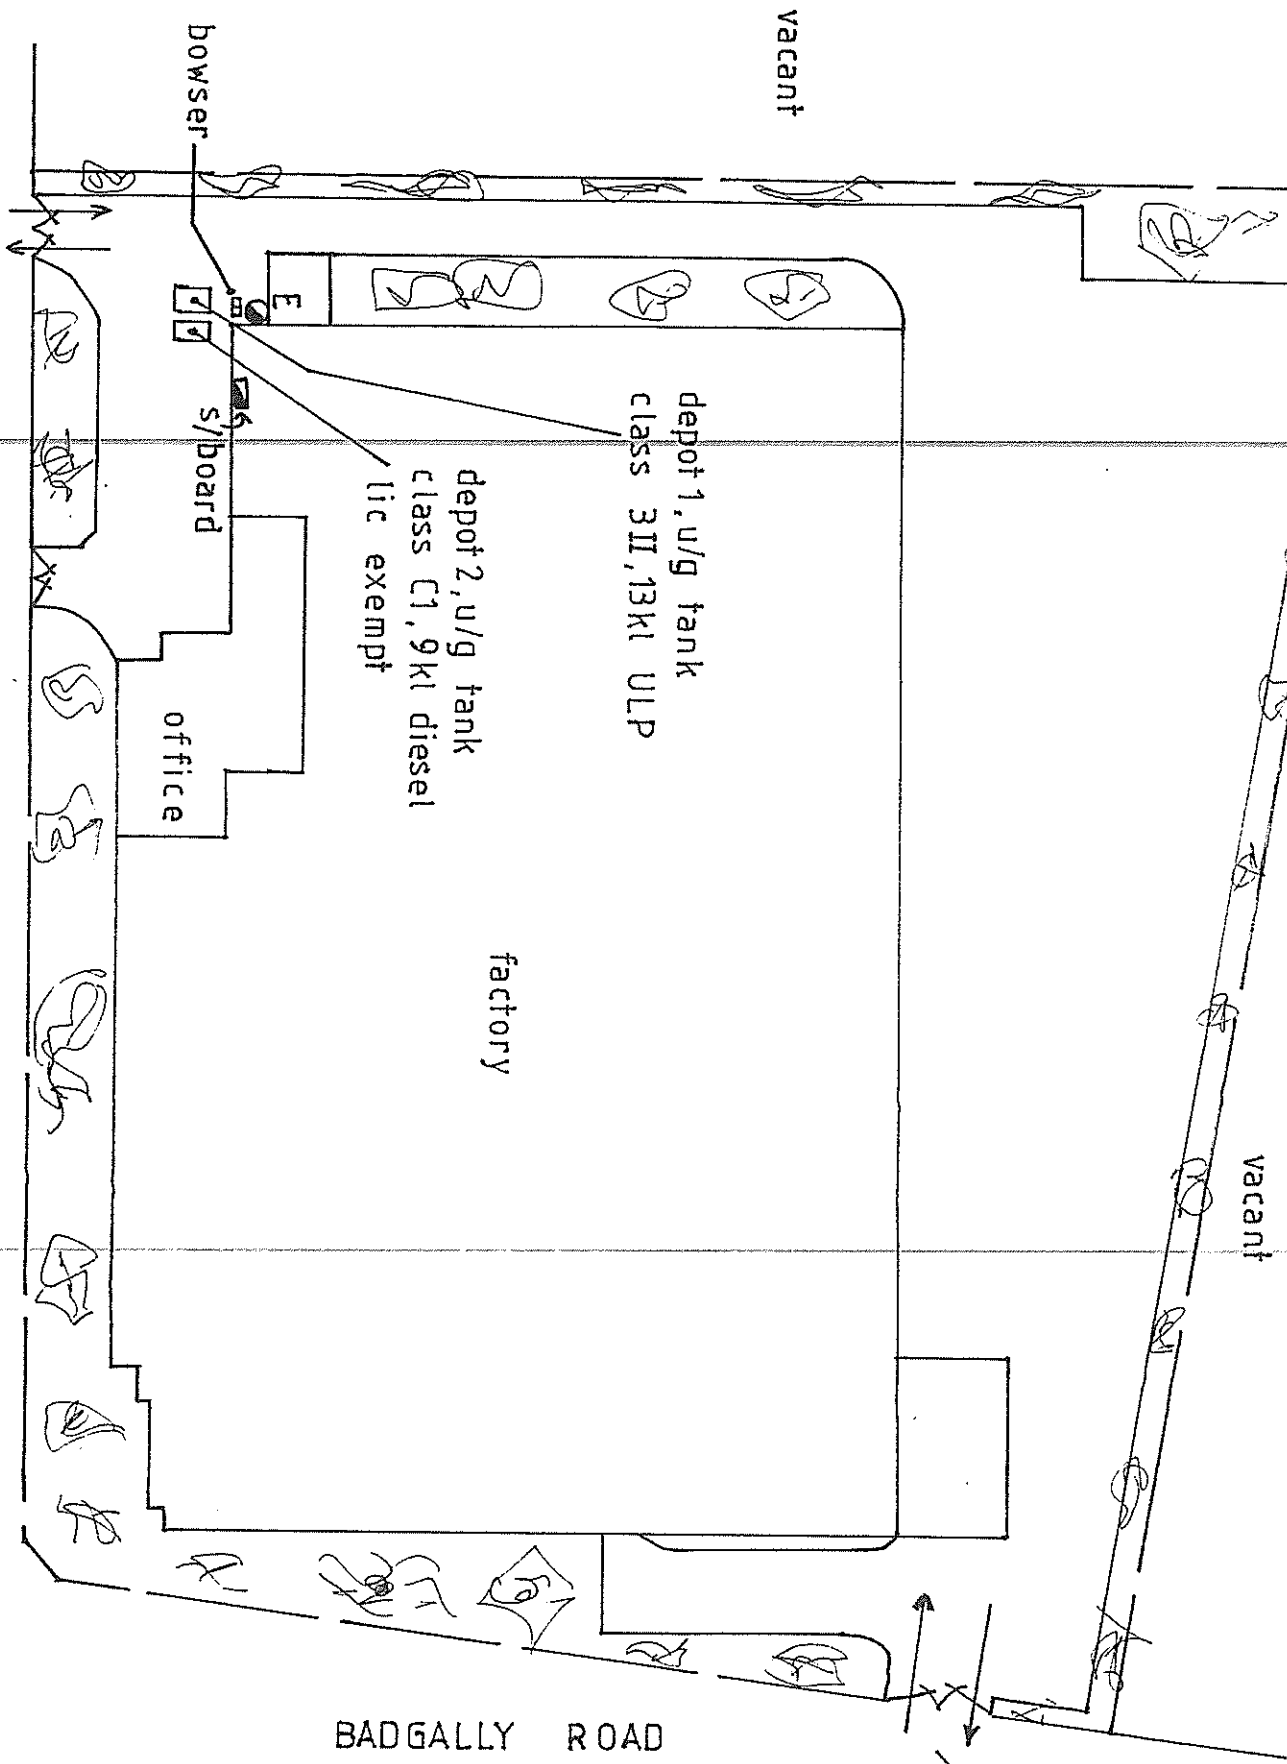 vacant
bowser
E
s/board
depot 1, u/g tank
class 3II, 13kl ULP
depot 2, u/g tank
class C1, 9kl diesel
lic exempt
office
factory
vacant
BADGALLY ROAD